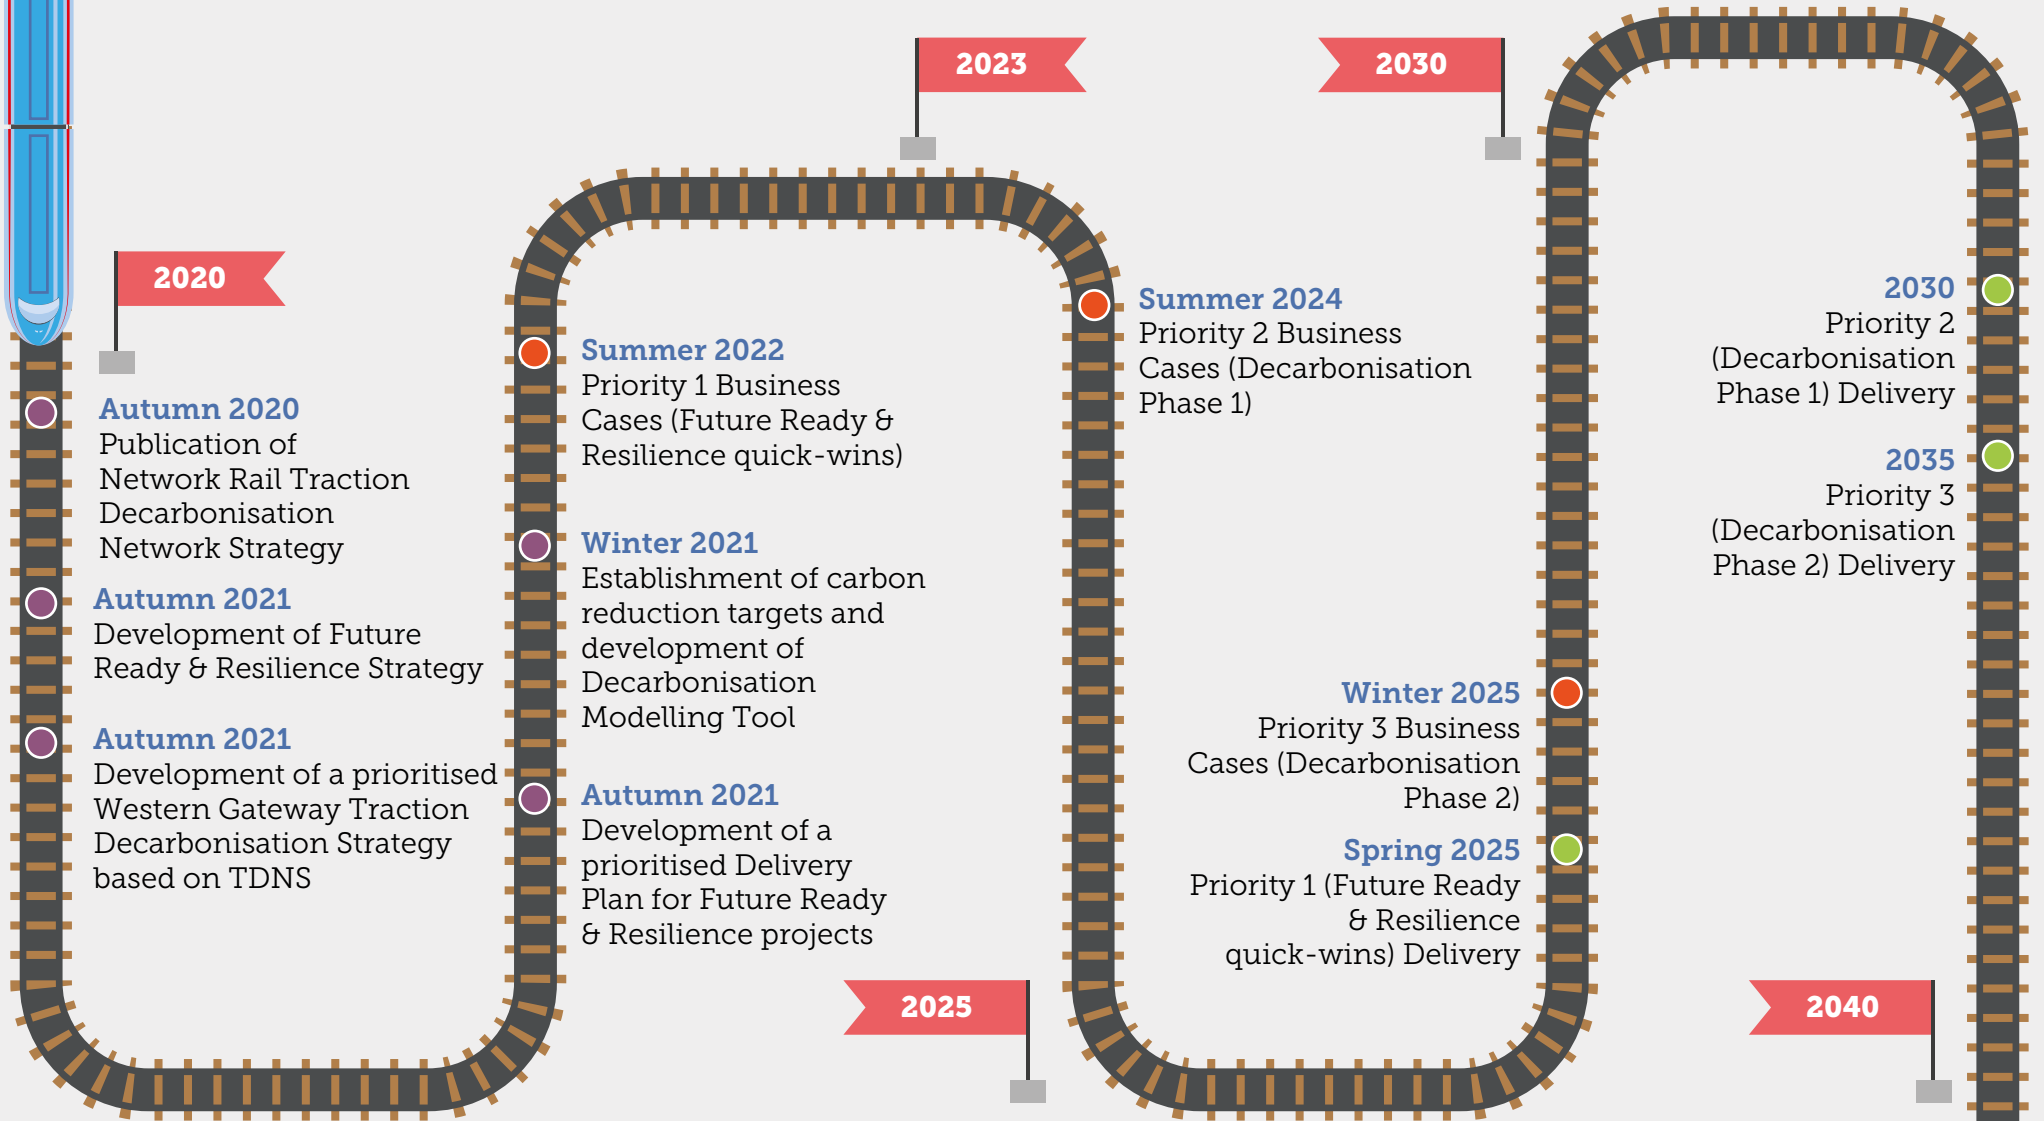 2020
Autumn 2020
Publication of
Network Rail Traction
Decarbonisation
Network Strategy
Autumn 2021
Development of Future
Ready & Resilience Strategy
Autumn 2021
Development of a prioritised
Western Gateway Traction
Decarbonisation Strategy
based on TDNS
2023
Summer 2022
Priority 1 Business
Cases (Future Ready &
Resilience quick-wins)
Winter 2021
Establishment of carbon
reduction targets and
development of
Decarbonisation
Modelling Tool
Autumn 2021
Development of a
prioritised Delivery
Plan for Future Ready
& Resilience projects
2025
Summer 2024
Priority 2 Business
Cases (Decarbonisation
Phase 1)
2030
Winter 2025
Priority 3 Business
Cases (Decarbonisation
Phase 2)
Spring 2025
Priority 1 (Future Ready
& Resilience
quick-wins) Delivery
2030
Priority 2
(Decarbonisation
Phase 1) Delivery
2035
Priority 3
(Decarbonisation
Phase 2) Delivery
2040